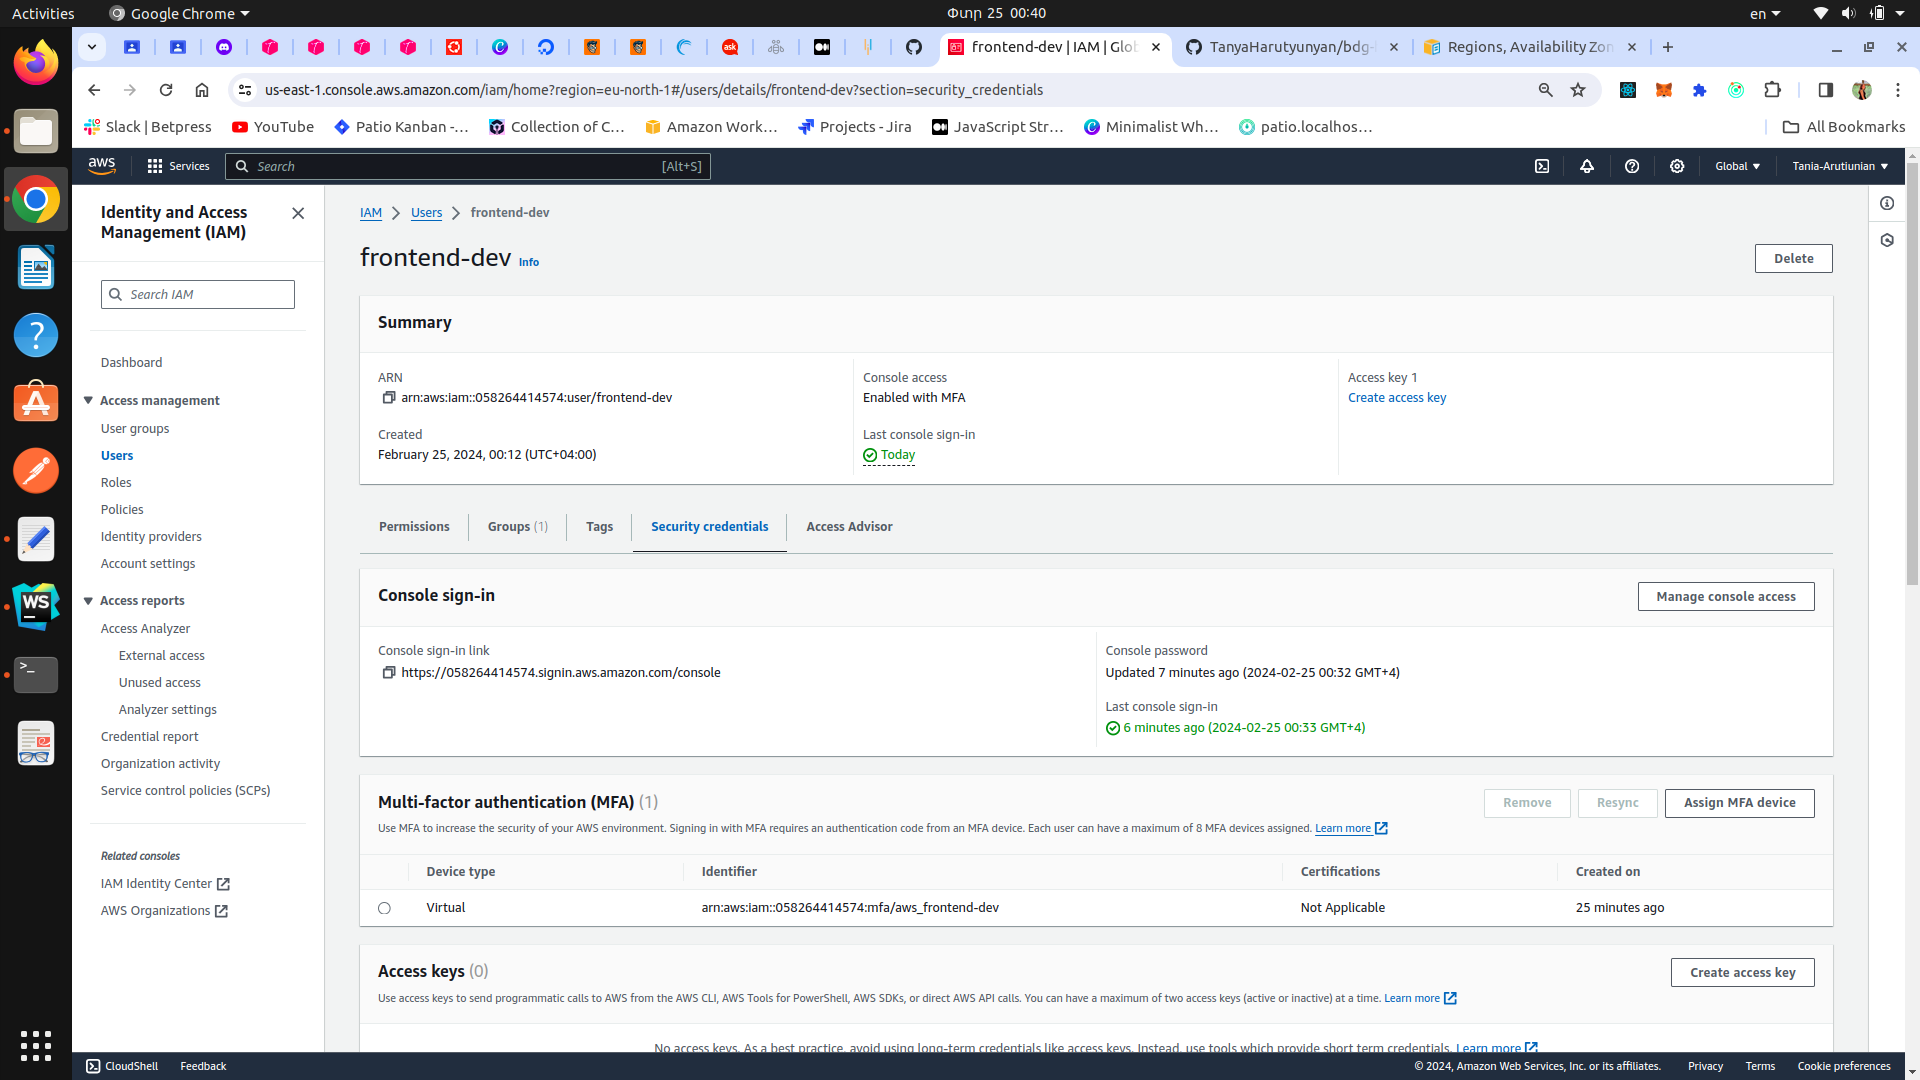 Activities
Google Chrome
Փտր 25 00:40
en
frontend-dev | IAM | Glob
TanyaHarutyunyan/bdg-
Regions, Availability Zon
us-east-1.console.aws.amazon.com/iam/home?region=eu-north-1#/users/details/frontend-dev?section=security_credentials
Slack | Betpress
YouTube
Patio Kanban -...
Collection of C...
Amazon Work...
Projects - Jira
JavaScript Str...
Minimalist Wh...
patio.localhos...
All Bookmarks
aws
Services
Search
[Alt+S]
Global
Tania-Arutiunian
Identity and Access
Management (IAM)
Search IAM
Dashboard
Access management
User groups
Users
Roles
Policies
Identity providers
Account settings
Access reports
Access Analyzer
External access
Unused access
Analyzer settings
Credential report
Organization activity
Service control policies (SCPs)
Related consoles
IAM Identity Center
AWS Organizations
IAM
Users
frontend-dev
frontend-dev Info
Delete
Summary
ARN
arn:aws:iam::058264414574:user/frontend-dev
Created
February 25, 2024, 00:12 (UTC+04:00)
Console access
Enabled with MFA
Last console sign-in
Today
Access key 1
Create access key
Permissions
Groups (1)
Tags
Security credentials
Access Advisor
Console sign-in
Manage console access
Console sign-in link
https://058264414574.signin.aws.amazon.com/console
Console password
Updated 7 minutes ago (2024-02-25 00:32 GMT+4)
Last console sign-in
6 minutes ago (2024-02-25 00:33 GMT+4)
Multi-factor authentication (MFA) (1)
Remove
Resync
Assign MFA device
Use MFA to increase the security of your AWS environment. Signing in with MFA requires an authentication code from an MFA device. Each user can have a maximum of 8 MFA devices assigned. Learn more
Device type
Identifier
Certifications
Created on
Virtual
arn:aws:iam::058264414574:mfa/aws_frontend-dev
Not Applicable
25 minutes ago
Access keys (0)
Create access key
Use access keys to send programmatic calls to AWS from the AWS CLI, AWS Tools for PowerShell, AWS SDKs, or direct AWS API calls. You can have a maximum of two access keys (active or inactive) at a time. Learn more
No access keys. As a best practice, avoid using long-term credentials like access keys. Instead, use tools which provide short term credentials. Learn more
CloudShell
Feedback
© 2024, Amazon Web Services, Inc. or its affiliates.
Privacy
Terms
Cookie preferences